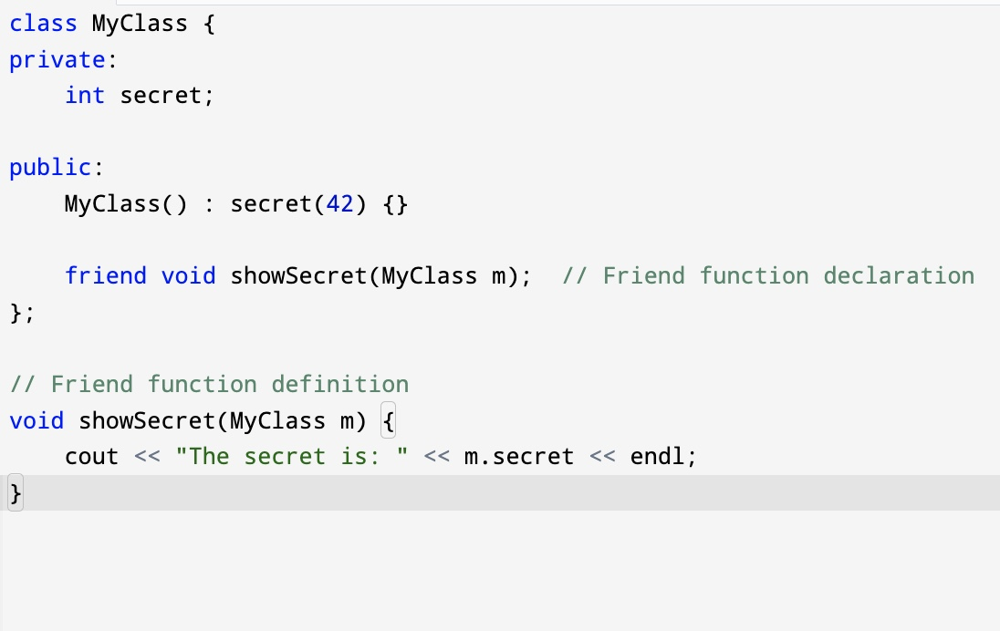 class MyClass {
private:
    int secret;

public:
    MyClass() : secret(42) {}

    friend void showSecret(MyClass m);  // Friend function declaration
};

// Friend function definition
void showSecret(MyClass m) {
    cout << "The secret is: " << m.secret << endl;
}